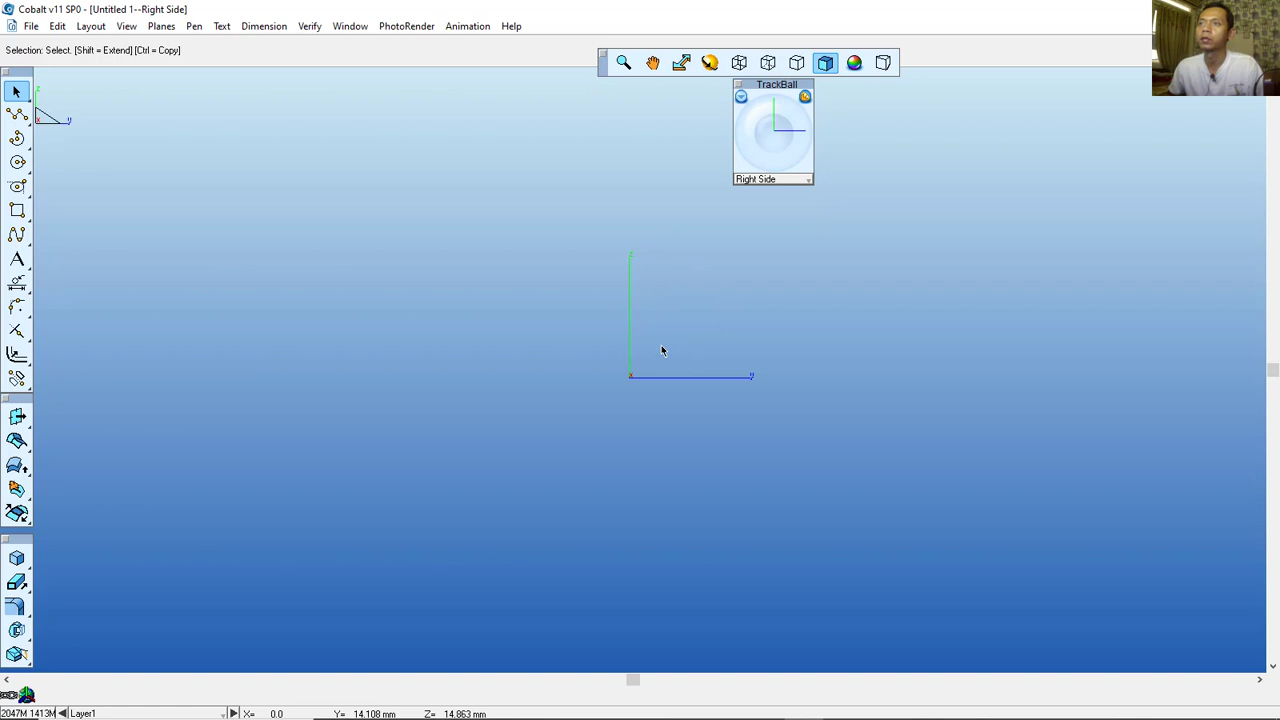 Cobalt v11 SP0 - [Untitled 1--Right Side]
File Edit Layout View Planes Pen Text Dimension Verify Window PhotoRender Animation Help
Selection: Select. [Shift = Extend] [Ctrl = Copy]
TrackBall
z
x y
Right Side
z
x y
A
2047M 1413M Layer1 X= 0.0 Y= 14.108 mm Z= 14.863 mm